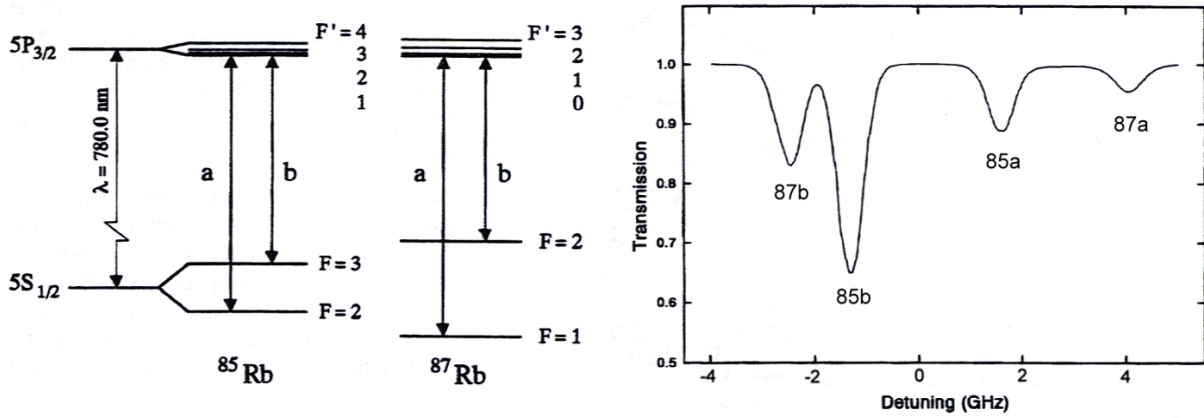 5P3/2
F' = 4
3
2
1
F' = 3
2
1
0
λ = 780.0 nm
a
b
a
b
F=2
F=3
5S1/2
F=2
F=1
85Rb
87Rb
1.0
0.9
0.8
0.7
0.6
0.5
Transmission
87b
85b
85a
87a
-4
-2
0
2
4
Detuning (GHz)